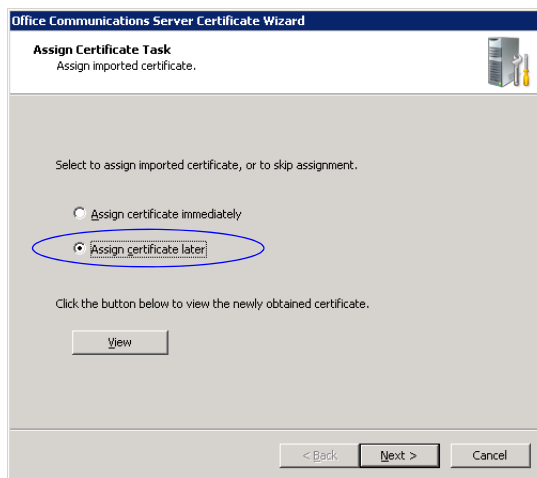 Office Communications Server Certificate Wizard
Assign Certificate Task
Assign imported certificate.
Select to assign imported certificate, or to skip assignment.
Assign certificate immediately
Assign certificate later
Click the button below to view the newly obtained certificate.
View
< Back Next > Cancel